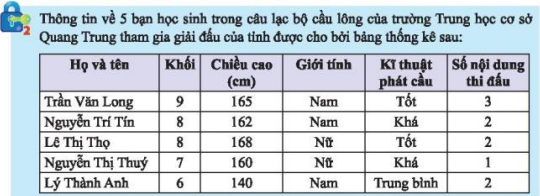 2
Thông tin về 5 bạn học sinh trong câu lạc bộ cầu lông của trường Trung học cơ sở
Quang Trung tham gia giải đấu của tỉnh được cho bởi bảng thống kê sau:
Họ và tên Khối Chiều cao (cm) Giới tính Kĩ thuật phát cầu Số nội dung thi đấu
Trần Văn Long 9 165 Nam Tốt 3
Nguyễn Trí Tín 8 162 Nam Khá 2
Lê Thị Thọ 8 168 Nữ Tốt 2
Nguyễn Thị Thuý 7 160 Nữ Khá 1
Lý Thành Anh 6 140 Nam Trung bình 2